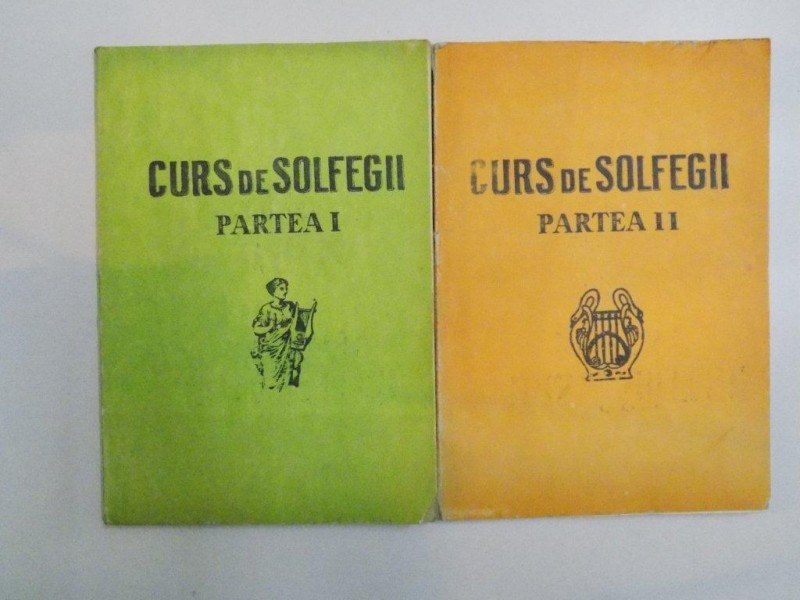 CURS DE SOLFEGII
PARTEA I
CURS DE SOLFEGII
PARTEA II